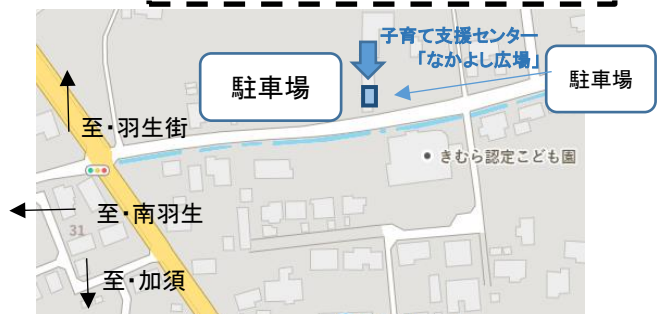 子育て支援センター
「なかよし広場」
駐車場
駐車場
至・羽生街
きむら認定こども園
至・南羽生
31
至・加須